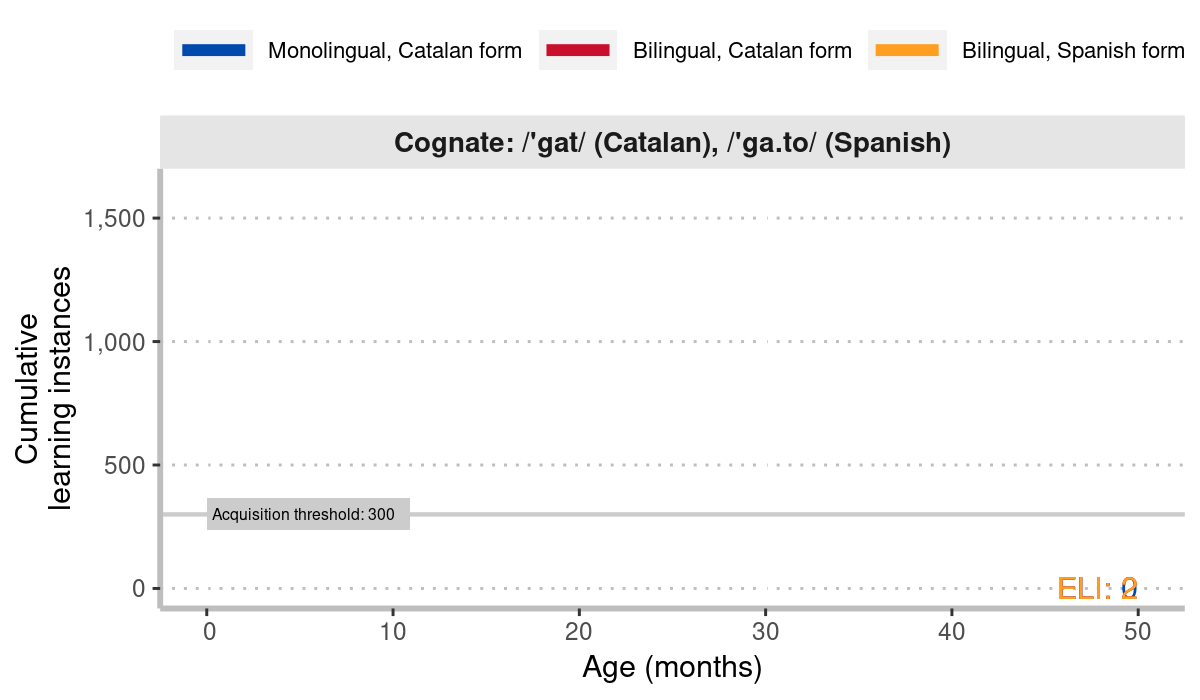 Monolingual, Catalan form
Bilingual, Catalan form
Bilingual, Spanish form
Cognate: /'gat/ (Catalan), /'ga.to/ (Spanish)
Cumulative
learning instances
1,500
1,000
500
0
Acquisition threshold: 300
ELI:
0
10
20
30
40
50
Age (months)